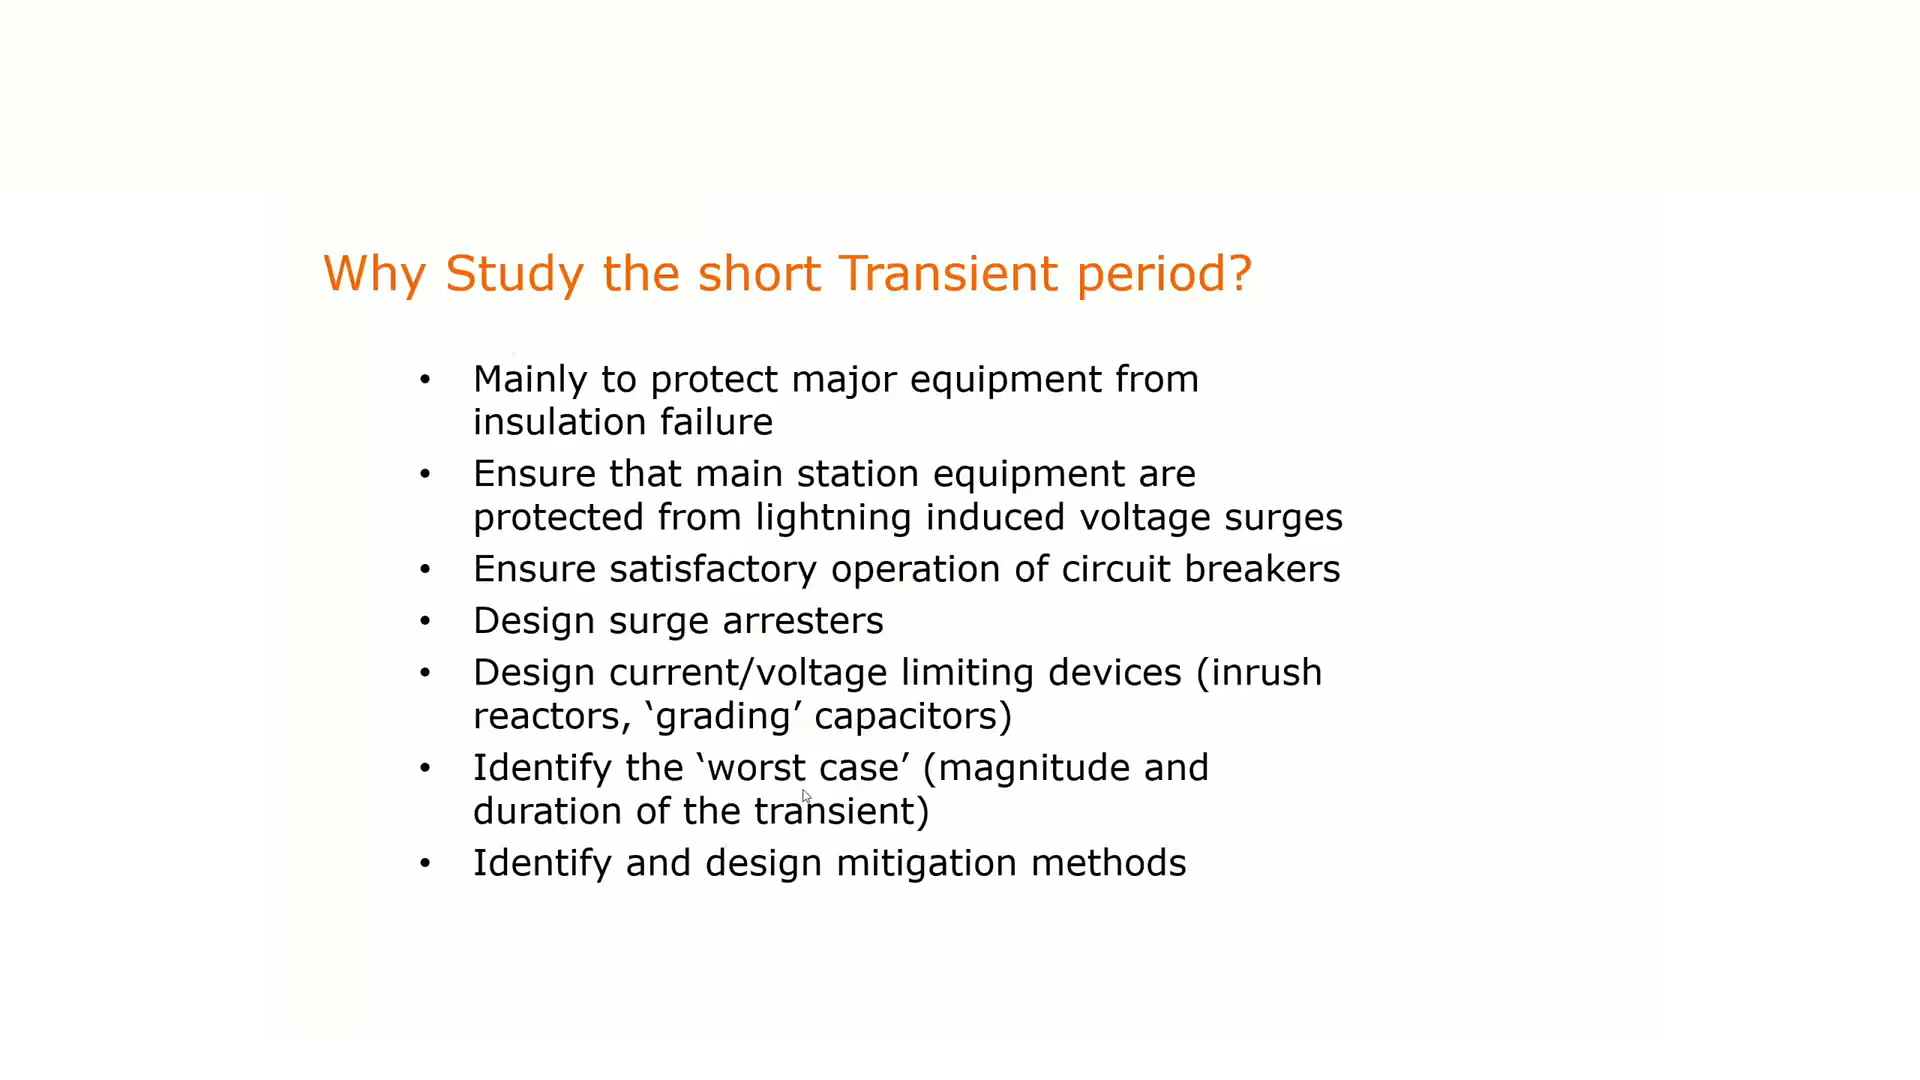 Why Study the short Transient period?
• Mainly to protect major equipment from
insulation failure
• Ensure that main station equipment are
protected from lightning induced voltage surges
• Ensure satisfactory operation of circuit breakers
• Design surge arresters
• Design current/voltage limiting devices (inrush
reactors, ‘grading’ capacitors)
• Identify the ‘worst case’ (magnitude and
duration of the transient)
• Identify and design mitigation methods